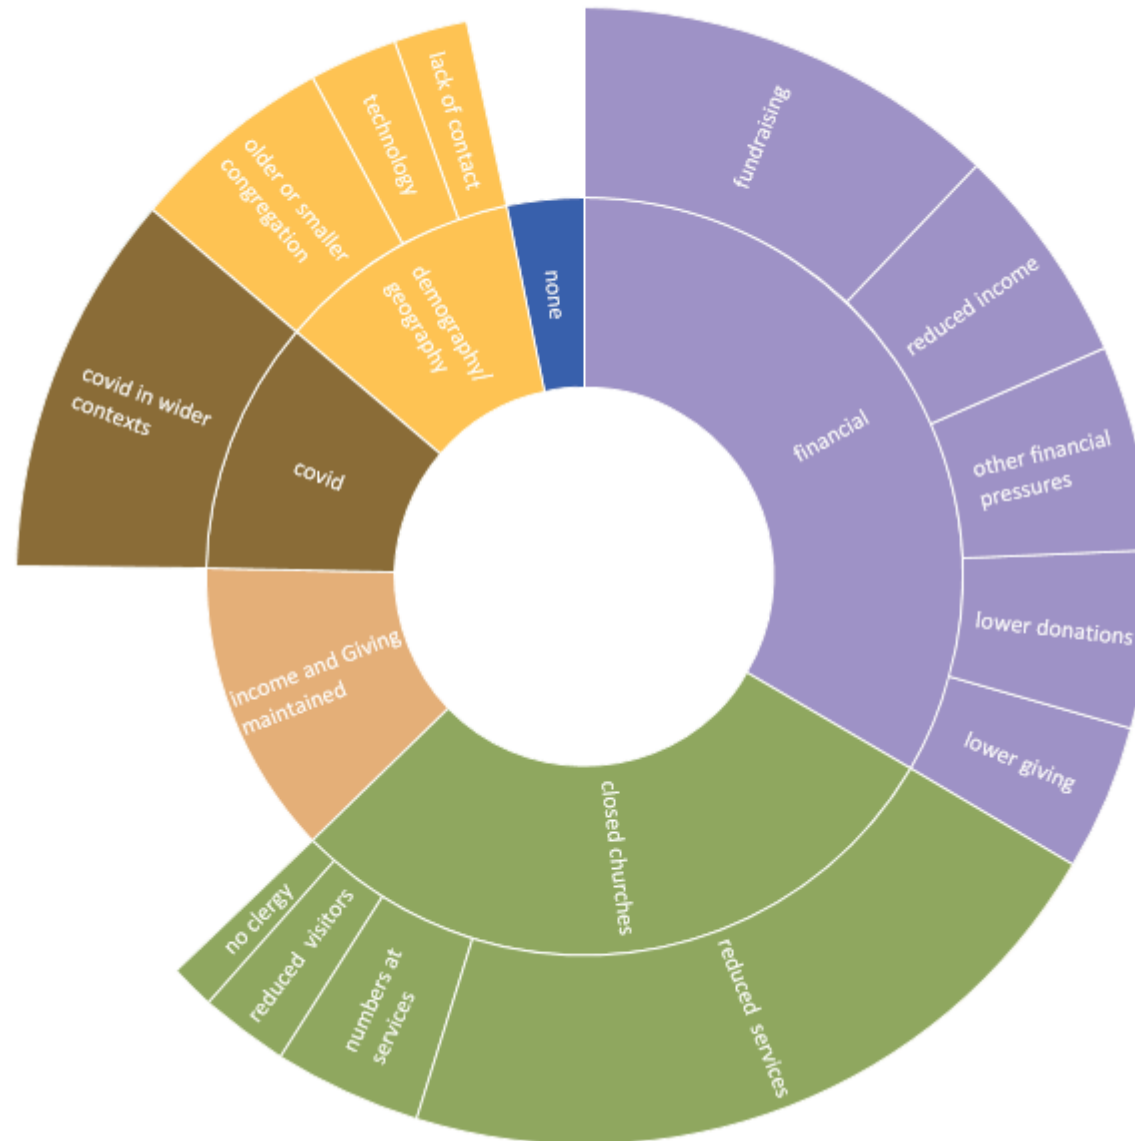 fundraising
reduced income
other financial
pressures
lower donations
lower giving
financial
reduced  services
numbers at
services
reduced  visitors
no clergy
closed churches
income and Giving
maintained
covid in wider
contexts
covid
older or smaller
congregation
technology
lack of contact
demography/
geography
none